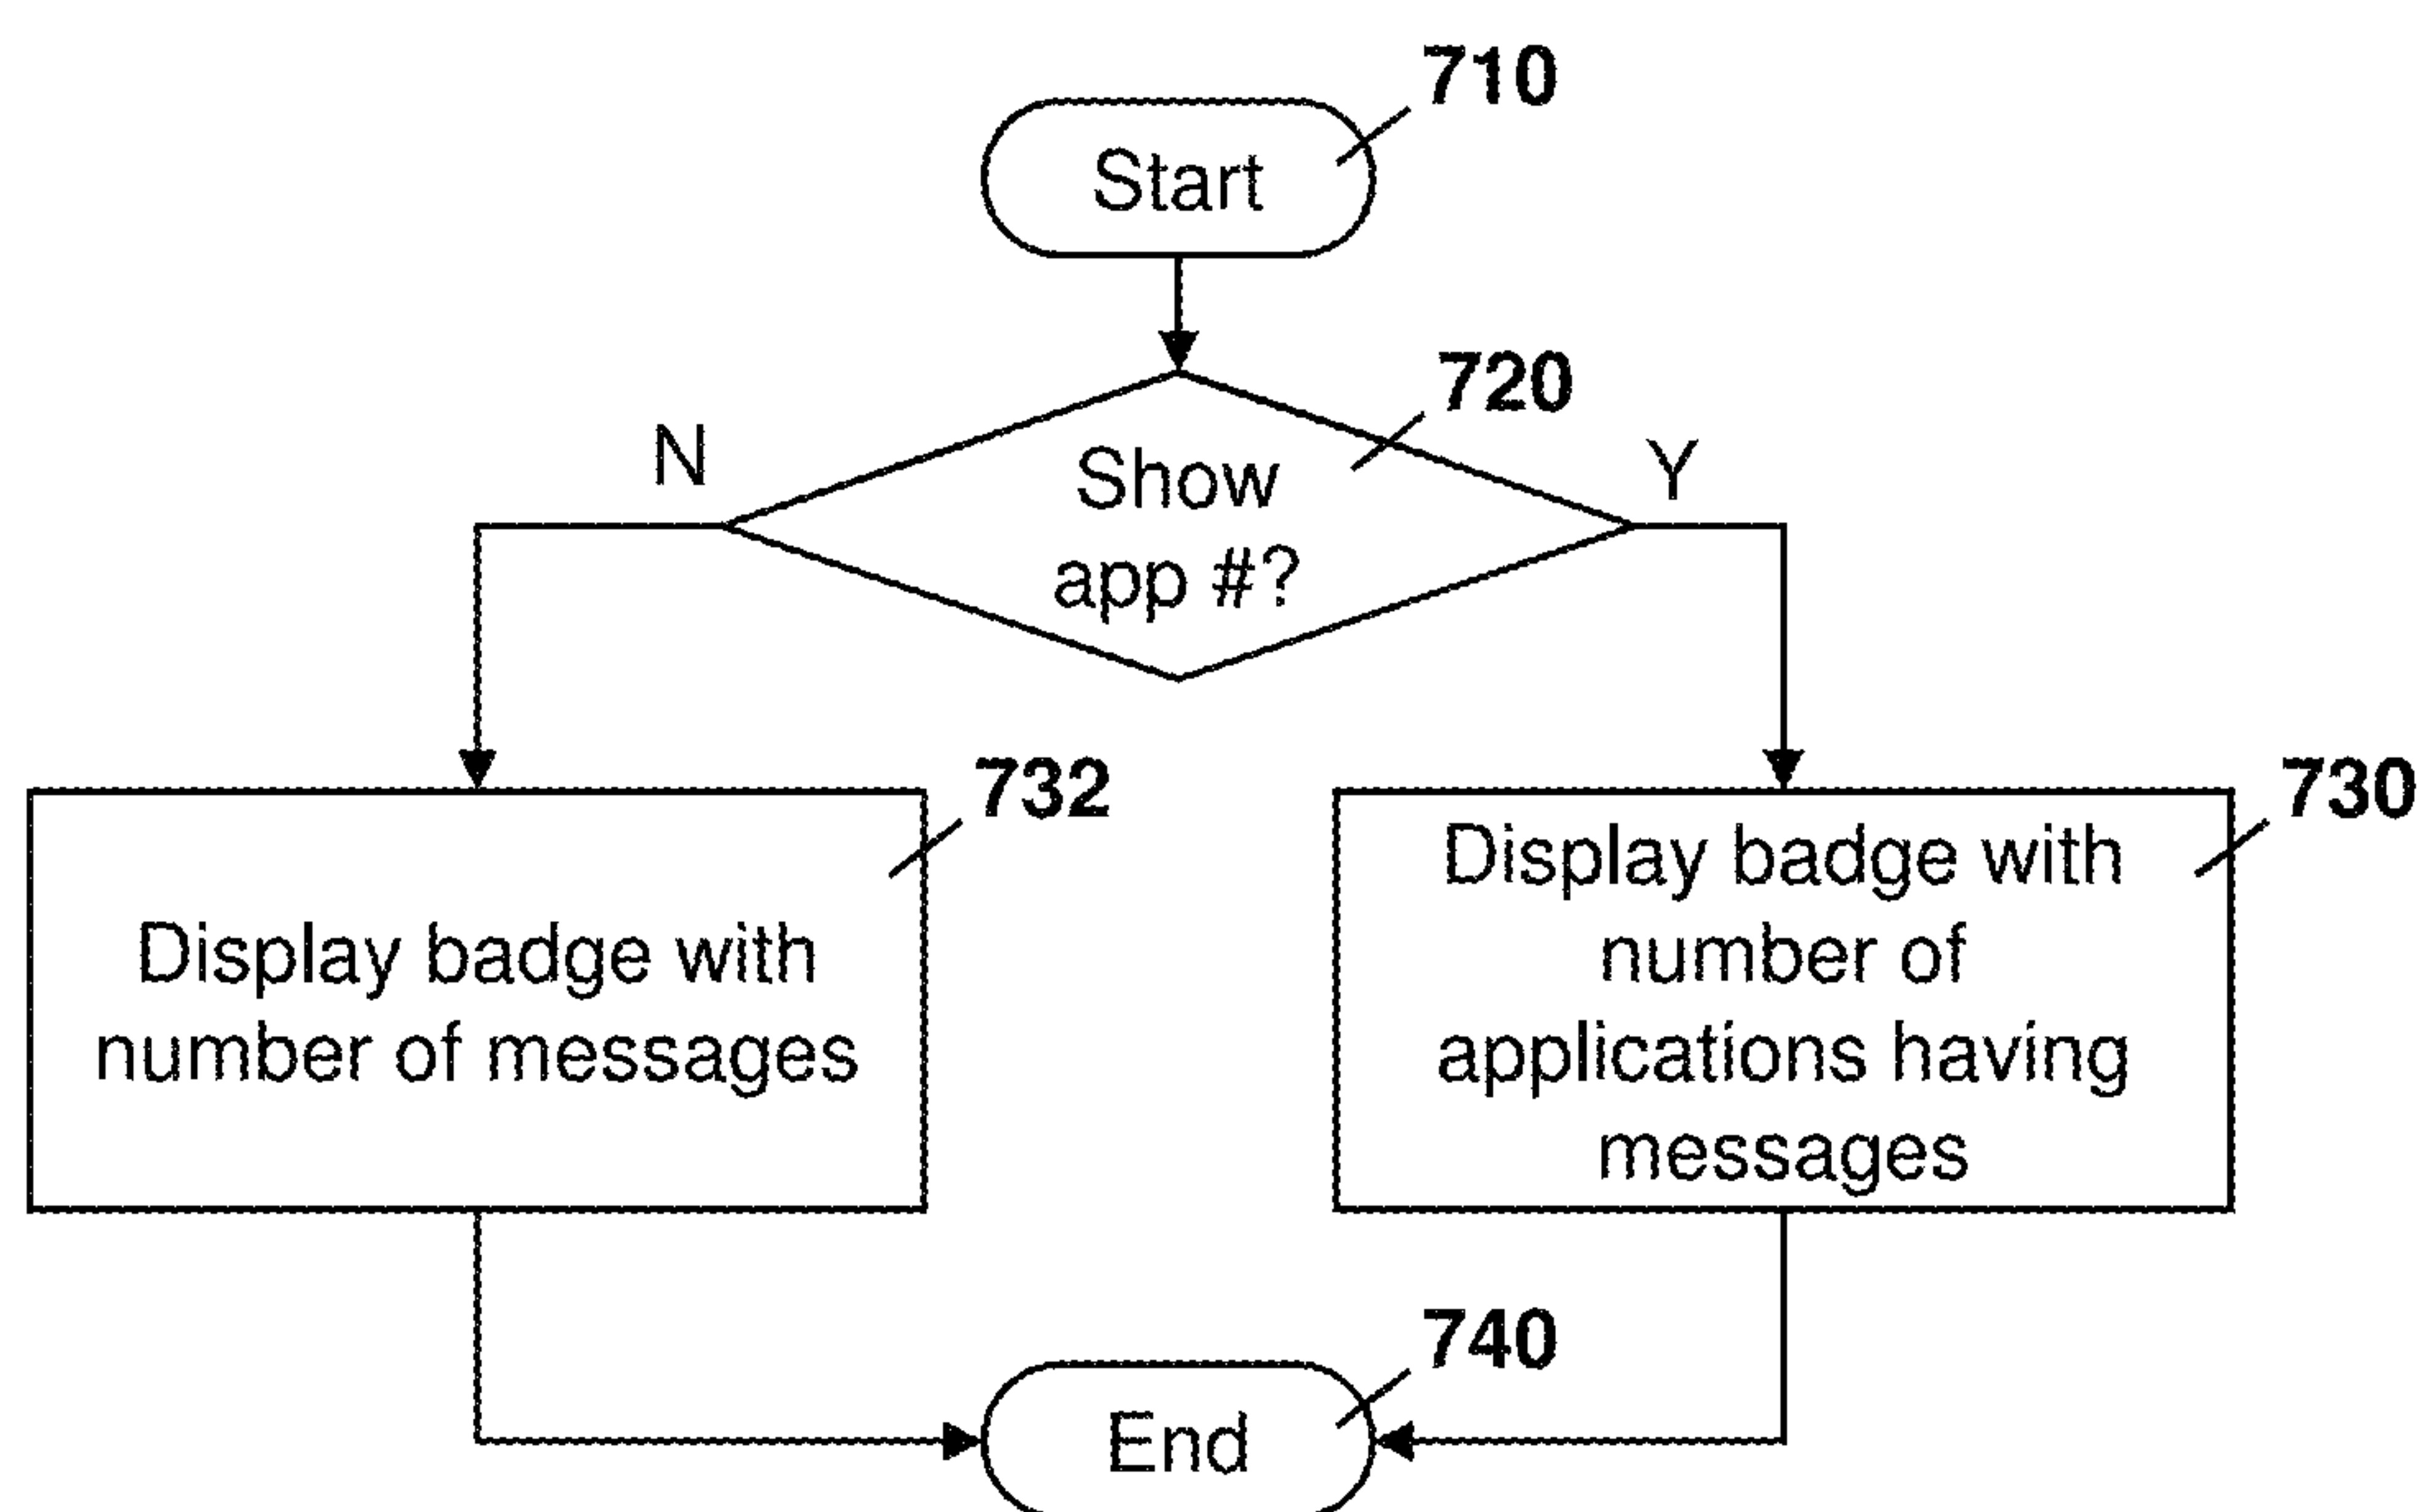 710
Start
720
N
Y
Show
app #?
732
730
Display badge with
number of messages
Display badge with
number of
applications having
messages
740
End